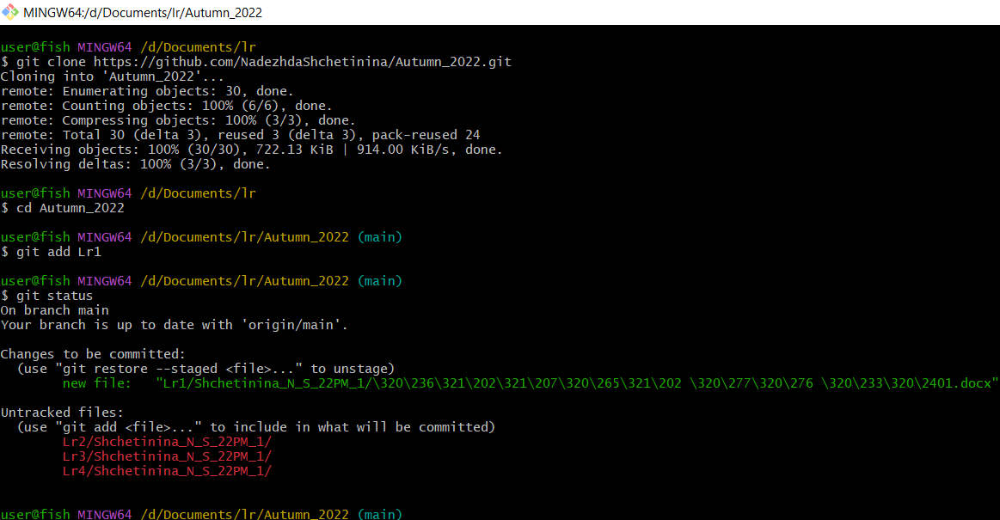 MINGW64:/d/Documents/lr/Autumn_2022
user@fish MINGW64 /d/Documents/lr
$ git clone https://github.com/NadezhdaShchetinina/Autumn_2022.git
Cloning into 'Autumn_2022'...
remote: Enumerating objects: 30, done.
remote: Counting objects: 100% (6/6), done.
remote: Compressing objects: 100% (3/3), done.
remote: Total 30 (delta 3), reused 3 (delta 3), pack-reused 24
Receiving objects: 100% (30/30), 722.13 KiB | 914.00 KiB/s, done.
Resolving deltas: 100% (3/3), done.
user@fish MINGW64 /d/Documents/lr
$ cd Autumn_2022
user@fish MINGW64 /d/Documents/lr/Autumn_2022 (main)
$ git add Lr1
user@fish MINGW64 /d/Documents/lr/Autumn_2022 (main)
$ git status
On branch main
Your branch is up to date with 'origin/main'.
Changes to be committed:
(use "git restore --staged <file>..." to unstage)
new file: "Lr1/Shchetinina_N_S_22PM_1/\320\236\321\202\321\207\320\265\321\202 \320\277\320\276 \320\233\320\2401.docx"
Untracked files:
(use "git add <file>..." to include in what will be committed)
Lr2/Shchetinina_N_S_22PM_1/
Lr3/Shchetinina_N_S_22PM_1/
Lr4/Shchetinina_N_S_22PM_1/
user@fish MINGW64 /d/Documents/lr/Autumn_2022 (main)